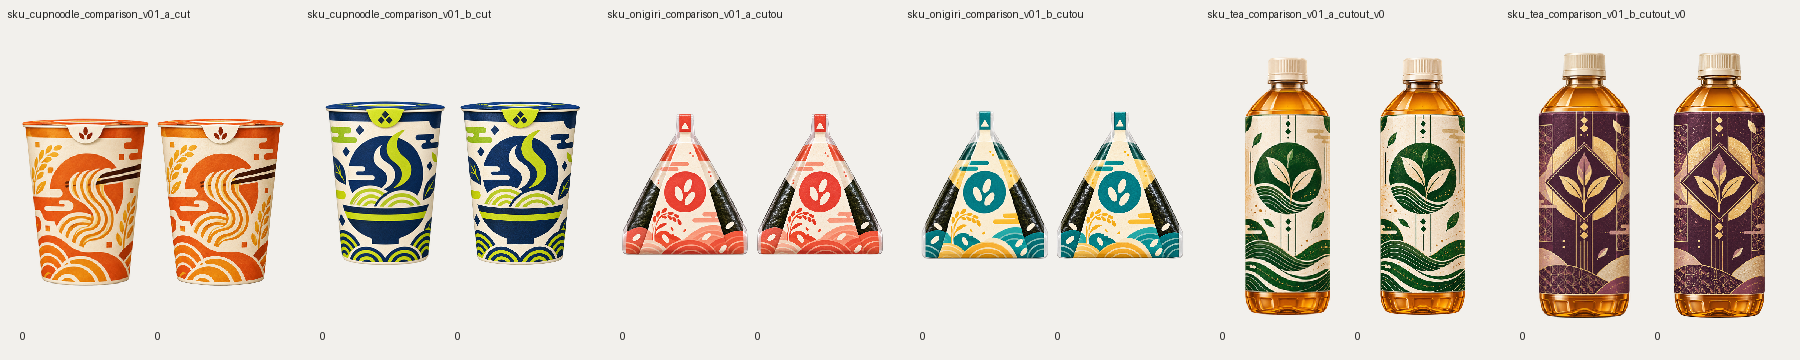 sku_cupnoodle_comparison_v01_a_cut
sku_cupnoodle_comparison_v01_b_cut
sku_onigiri_comparison_v01_a_cutou
sku_onigiri_comparison_v01_b_cutou
sku_tea_comparison_v01_a_cutout_v0
sku_tea_comparison_v01_b_cutout_v0
0 0 0 0 0 0 0 0 0 0 0 0